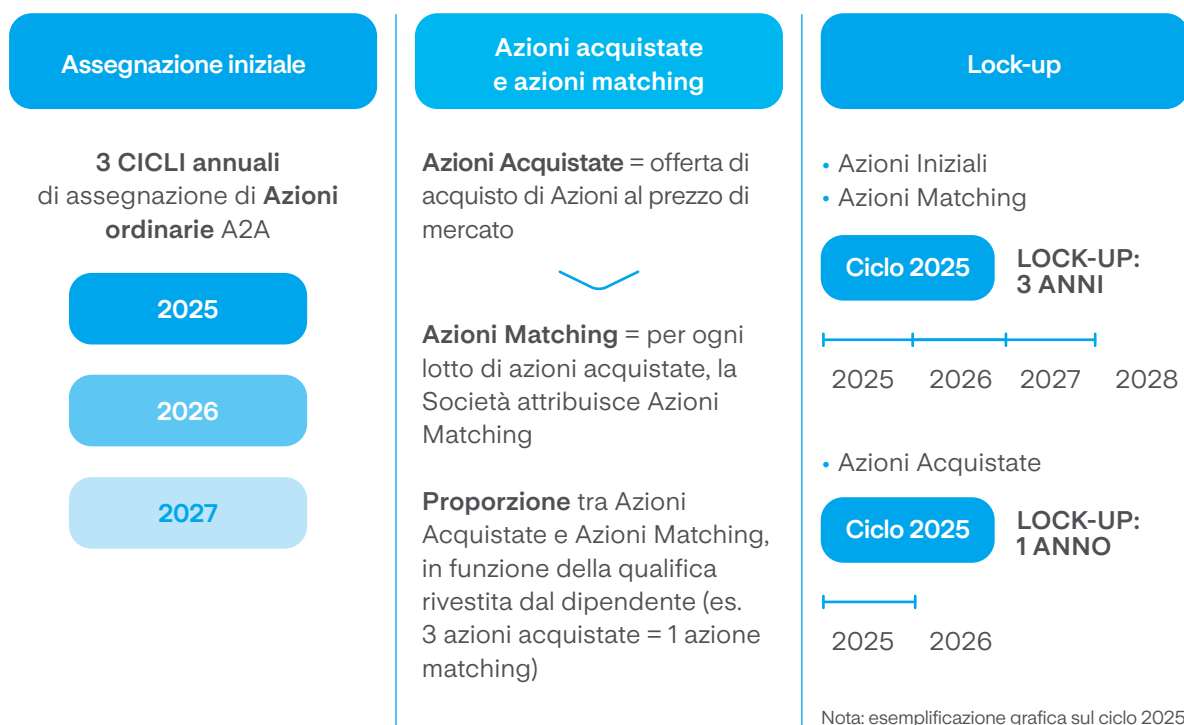 Assegnazione iniziale
3 CICLI annuali
di assegnazione di Azioni
ordinarie A2A
2025
2026
2027
Azioni acquistate
e azioni matching
Azioni Acquistate = offerta di
acquisto di Azioni al prezzo di
mercato
Azioni Matching = per ogni
lotto di azioni acquistate, la
Società attribuisce Azioni
Matching
Proporzione tra Azioni
Acquistate e Azioni Matching,
in funzione della qualifica
rivestita dal dipendente (es.
3 azioni acquistate = 1 azione
matching)
Lock-up
• Azioni Iniziali
• Azioni Matching
Ciclo 2025
LOCK-UP:
3 ANNI
2025 2026 2027 2028
• Azioni Acquistate
Ciclo 2025
LOCK-UP:
1 ANNO
2025 2026
Nota: esemplificazione grafica sul ciclo 2025